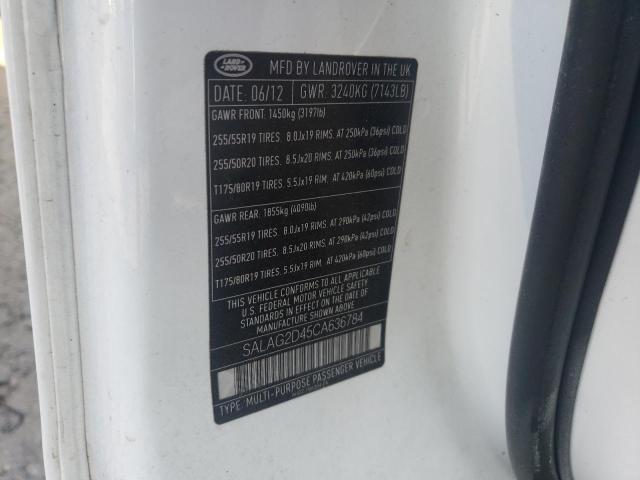 LAND
ROVER
MFD BY LANDROVER IN THE UK
DATE: 06/12 GWR: 3240KG (7143LB)
GAWR FRONT: 1450kg (3197lb)
255/55R19 TIRES. 8.0Jx19 RIMS. AT 250kPa (36psi) COLD
255/50R20 TIRES. 8.5Jx20 RIMS. AT 250kPa (36psi) COLD
T175/80R19 TIRES. 5.5Jx19 RIM. AT 420kPa (60psi) COLD
GAWR REAR: 1855kg (4090lb)
255/55R19 TIRES. 8.0Jx19 RIMS. AT 290kPa (42psi) COLD
255/50R20 TIRES. 8.5Jx20 RIMS. AT 290kPa (42psi) COLD
T175/80R19 TIRES. 5.5Jx19 RIM. AT 420kPa (60psi) COLD
THIS VEHICLE CONFORMS TO ALL APPLICABLE
U.S. FEDERAL MOTOR VEHICLE SAFETY
STANDARDS IN EFFECT ON THE DATE OF
MANUFACTURE SHOWN ABOVE
SALAG2D45CA636784
TYPE: MULTI-PURPOSE PASSENGER VEHICLE